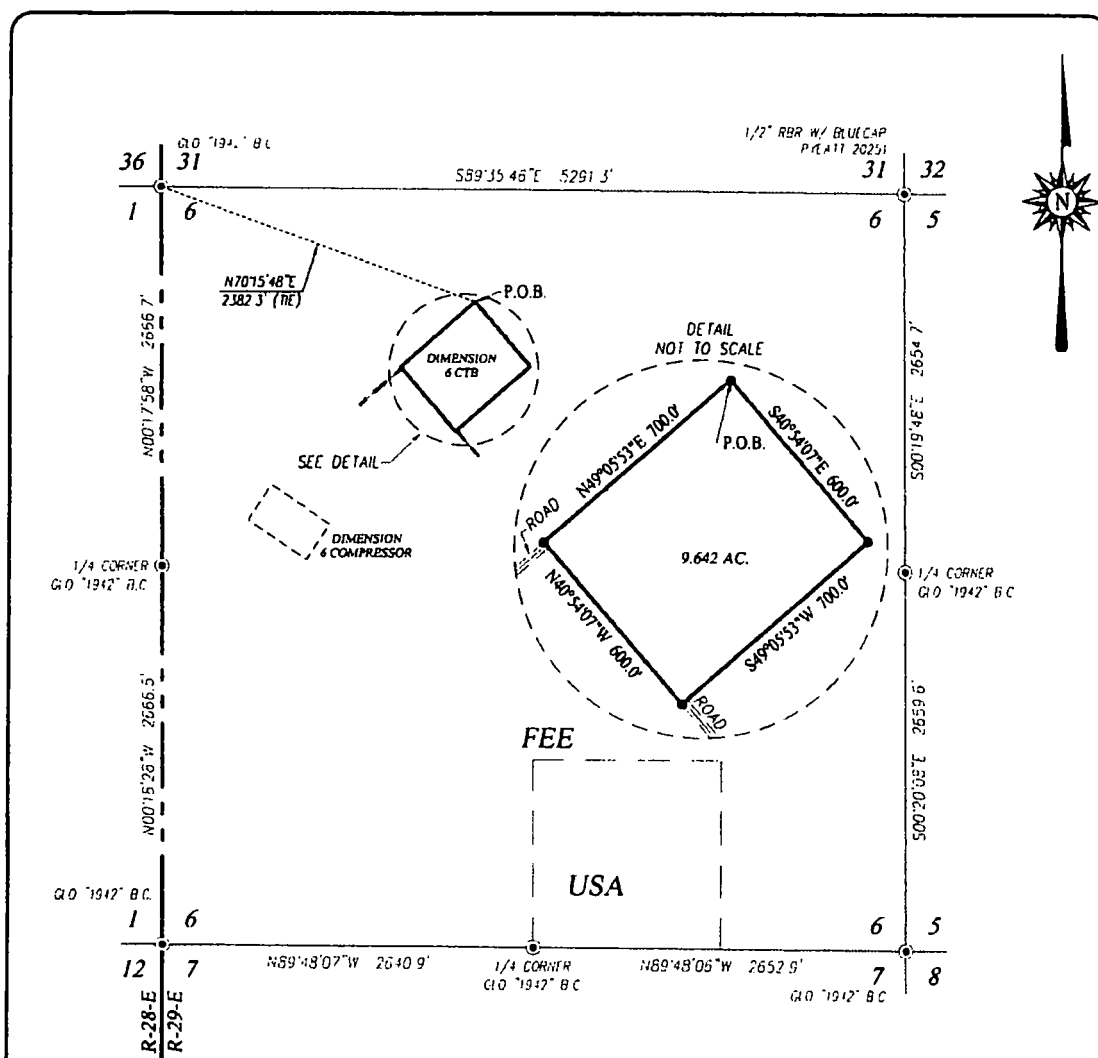 GLO "1942" B.C.
36 31
1 6
S89°35'46"E 5291.3'
1/2" RBR W/ BLUECAP
PYEATT 20251
31 32
6 5
N
N70°15'48"E
2382.3' (TIE)
P.O.B.
DIMENSION
6 CTB
SEE DETAIL
N00°17'58"W 2666.7'
DETAIL
NOT TO SCALE
P.O.B.
N49°05'53"E 700.0'
S40°54'07"E 600.0'
ROAD
9.642 AC.
N40°54'07"W 600.0'
S49°05'53"W 700.0'
ROAD
S00°19'48"E 2654.7'
DIMENSION
6 COMPRESSOR
1/4 CORNER
GLO "1942" B.C.
1/4 CORNER
GLO "1942" B.C.
N00°15'28"W 2666.5'
S00°20'08"E 2659.6'
FEE
USA
GLO "1942" B.C.
1 6
12 7
N89°48'07"W 2640.9'
1/4 CORNER
GLO "1942" B.C.
N89°48'06"W 2652.9'
6 5
7 8
GLO "1942" B.C.
R-28-E
R-29-E